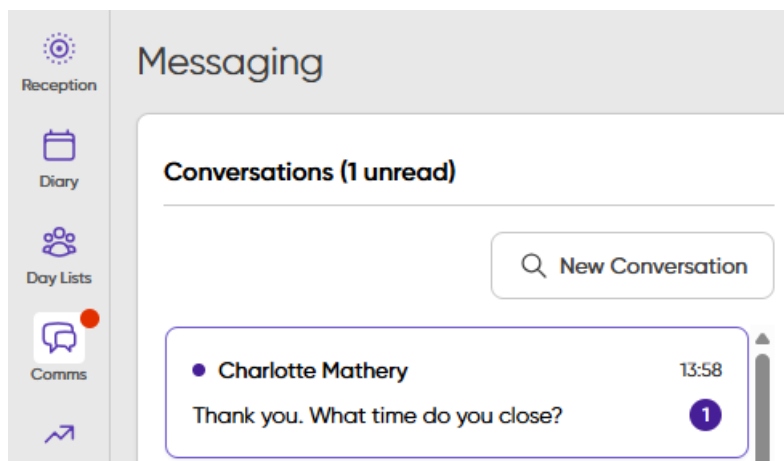 Reception
Diary
Day Lists
Comms
Messaging
Conversations (1 unread)
New Conversation
Charlotte Mathery 13:58
Thank you. What time do you close? 1